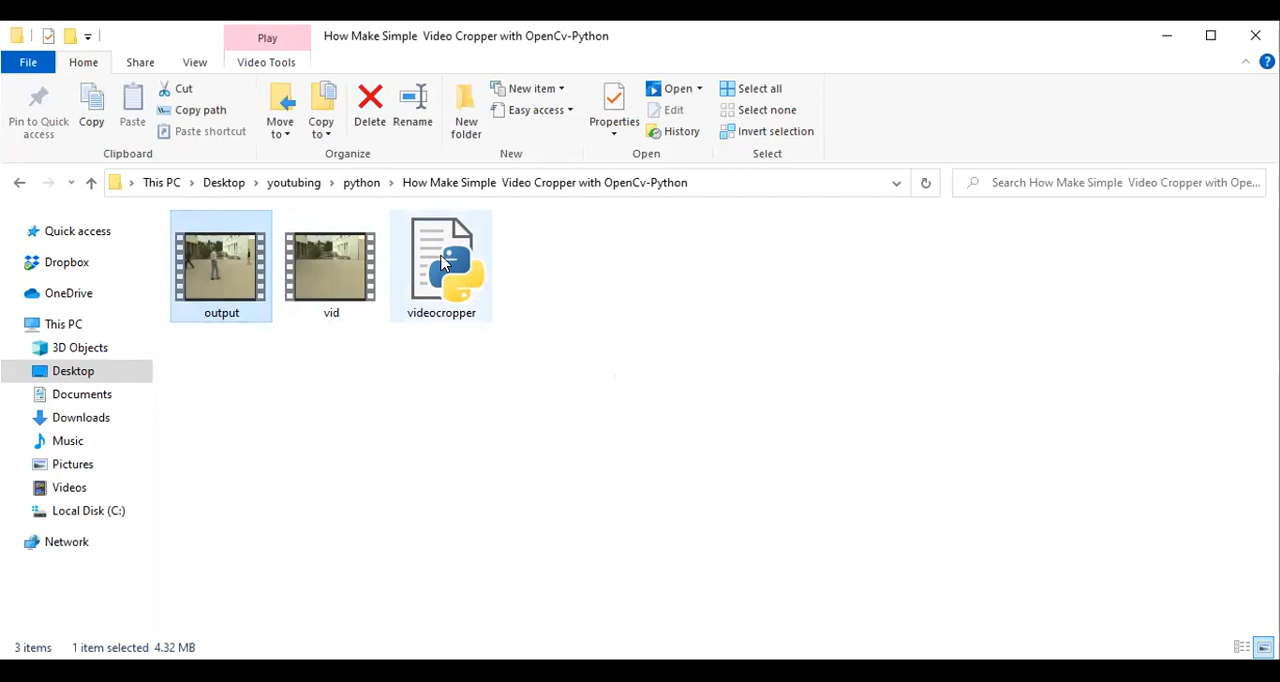 Play
How Make Simple Video Cropper with OpenCv-Python
File
Home
Share
View
Video Tools
Pin to Quick access
Copy
Paste
Cut
Copy path
Paste shortcut
Clipboard
Move to
Copy to
Delete
Rename
Organize
New folder
New item
Easy access
New
Properties
Open
Edit
History
Open
Select all
Select none
Invert selection
Select
This PC
Desktop
youtubing
python
How Make Simple Video Cropper with OpenCv-Python
Search How Make Simple Video Cropper with Ope...
Quick access
Dropbox
OneDrive
This PC
3D Objects
Desktop
Documents
Downloads
Music
Pictures
Videos
Local Disk (C:)
Network
output
vid
videocropper
3 items
1 item selected 4.32 MB